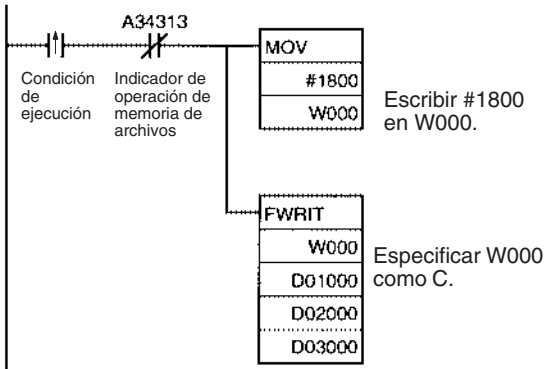 A34313
Condición
de
ejecución
Indicador de
operación de
memoria de
archivos
MOV
#1800
W000
Escribir #1800
en W000.
FWRIT
W000
D01000
D02000
D03000
Especificar W000
como C.